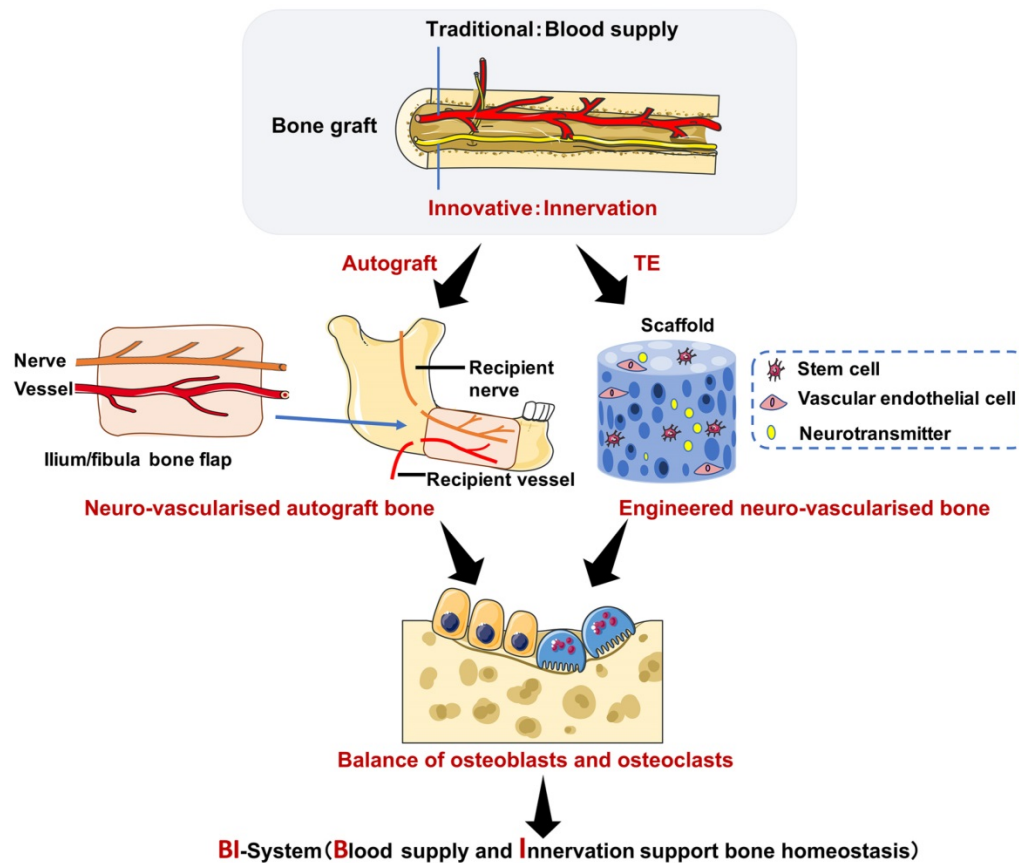 Traditional：Blood supply
Bone graft
Innovative：Innervation
Autograft
TE
Scaffold
Nerve
Vessel
Recipient
nerve
Stem cell
Vascular endothelial cell
Neurotransmitter
Ilium/fibula bone flap
Recipient vessel
Neuro-vascularised autograft bone
Engineered neuro-vascularised bone
Balance of osteoblasts and osteoclasts
BI-System（Blood supply and Innervation support bone homeostasis）